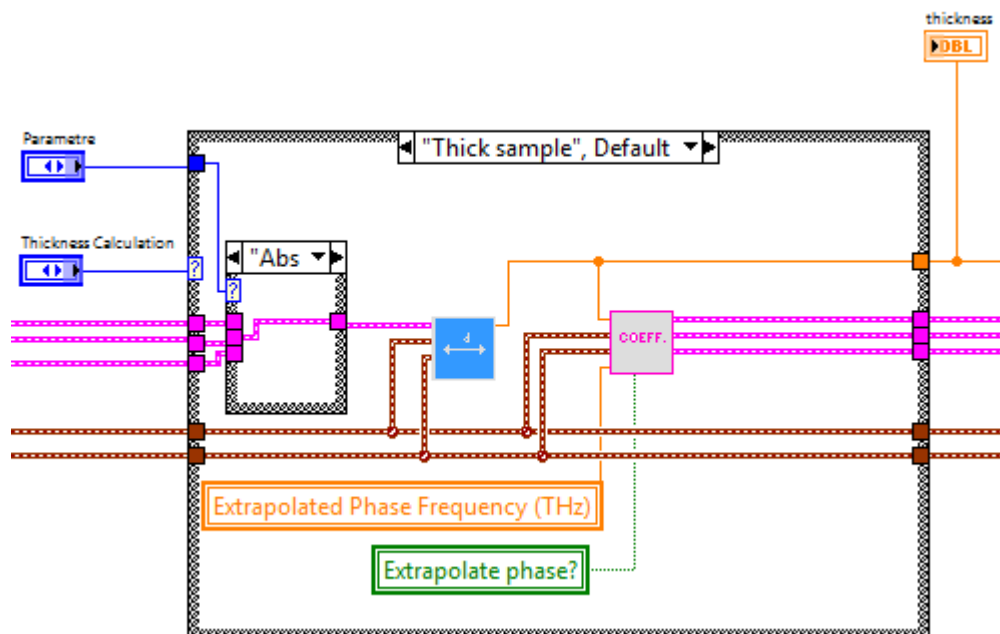 thickness
DBL
Parametre
"Thick sample", Default
Thickness Calculation
?
"Abs
?
d
COEFF.
Extrapolated Phase Frequency (THz)
Extrapolate phase?